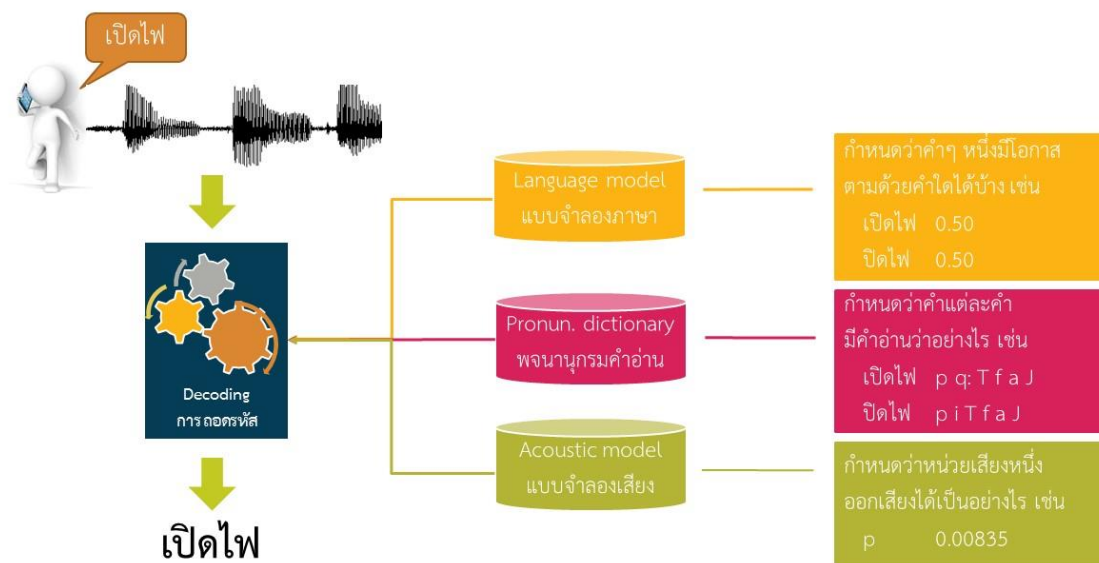 เปิดไฟ
Language model
แบบจำลองภาษา
กำหนดว่าคำๆ หนึ่งมีโอกาส
ตามด้วยคำใดได้บ้าง เช่น
เปิดไฟ 0.50
ปิดไฟ 0.50
Pronun. dictionary
พจนานุกรมคำอ่าน
กำหนดว่าคำแต่ละคำ
มีคำอ่านว่าอย่างไร เช่น
เปิดไฟ p q: T f a J
ปิดไฟ p i T f a J
Decoding
การ ถอดรหัส
Acoustic model
แบบจำลองเสียง
กำหนดว่าหน่วยเสียงหนึ่ง
ออกเสียงได้เป็นอย่างไร เช่น
p 0.00835
เปิดไฟ